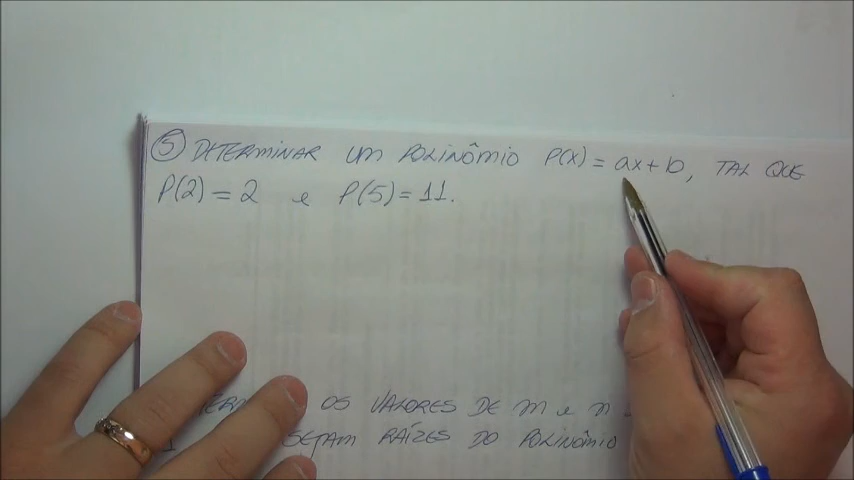 ⑤ DETERMINAR UM POLINÔMIO P(X) = ax+b, TAL QUE
P(2) = 2 e P(5) = 11.
OS VALORES DE m e n
SEJAM RAÍZES DO POLINÔMIO